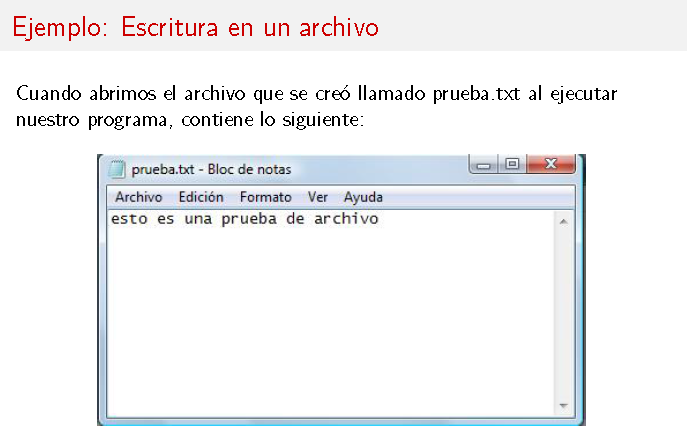 Ejemplo: Escritura en un archivo
Cuando abrimos el archivo que se creó llamado prueba.txt al ejecutar
nuestro programa, contiene lo siguiente:
prueba.txt - Bloc de notas
Archivo Edición Formato Ver Ayuda
esto es una prueba de archivo